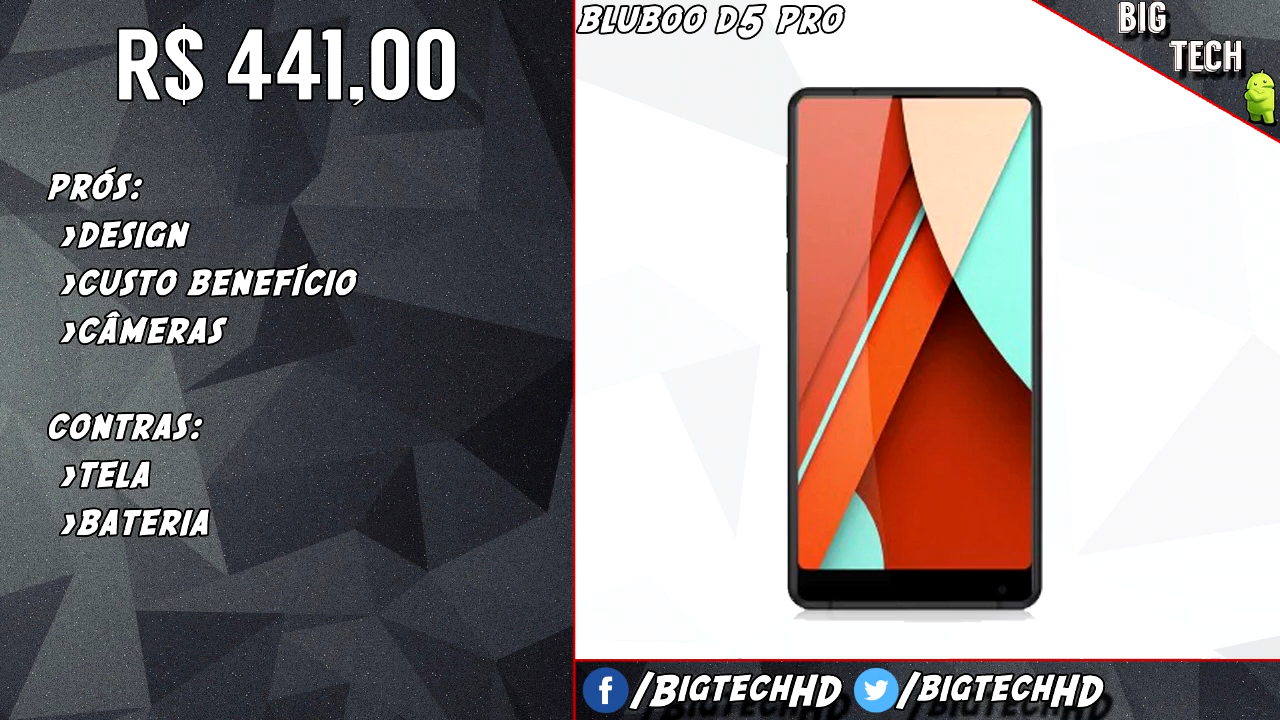 R$ 441,00
PRÓS:
>DESIGN
>CUSTO BENEFÍCIO
>CÂMERAS
CONTRAS:
>TELA
>BATERIA
BLUBOO D5 PRO
BIG
TECH
/BIGTECHHD
/BIGTECHHD